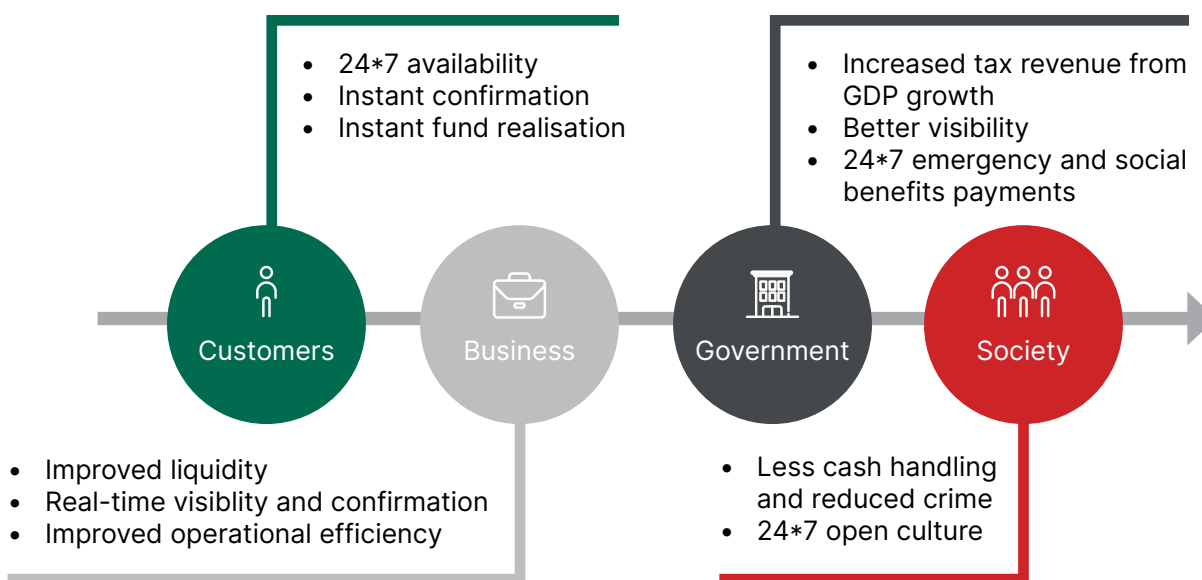 • 24*7 availability
• Instant confirmation
• Instant fund realisation
• Increased tax revenue from
GDP growth
• Better visibility
• 24*7 emergency and social
benefits payments
Customers
Business
Government
Society
• Improved liquidity
• Real-time visiblity and confirmation
• Improved operational efficiency
• Less cash handling
and reduced crime
• 24*7 open culture